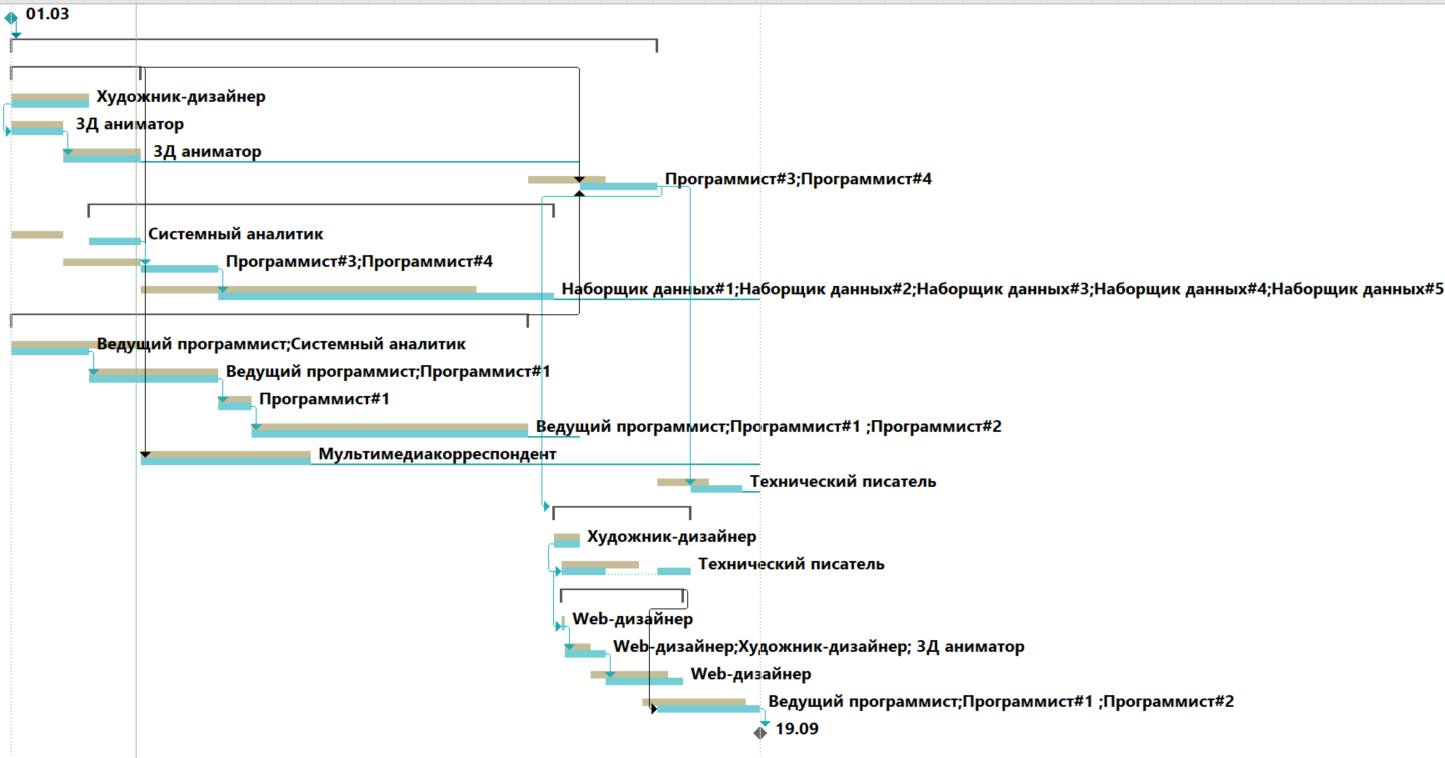 01.03
Художник-дизайнер
3Д аниматор
3Д аниматор
Программист#3;Программист#4
Системный аналитик
Программист#3;Программист#4
Наборщик данных#1;Наборщик данных#2;Наборщик данных#3;Наборщик данных#4;Наборщик данных#5
Ведущий программист;Системный аналитик
Ведущий программист;Программист#1
Программист#1
Ведущий программист;Программист#1 ;Программист#2
Мультимедиакорреспондент
Технический писатель
Художник-дизайнер
Технический писатель
Web-дизайнер
Web-дизайнер;Художник-дизайнер; 3Д аниматор
Web-дизайнер
Ведущий программист;Программист#1 ;Программист#2
19.09